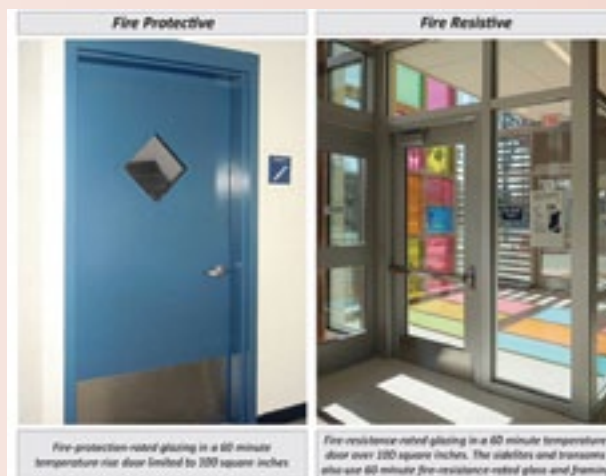 Fire Protective
Fire Resistive
Fire-protection-rated glazing in a 60 minute
temperature rise door limited to 100 square inches
Fire-resistance-rated glazing in a 60 minute temperature
door over 100 square inches. The sidelites and transoms
also use 60 minute fire-resistance-rated glass and frames